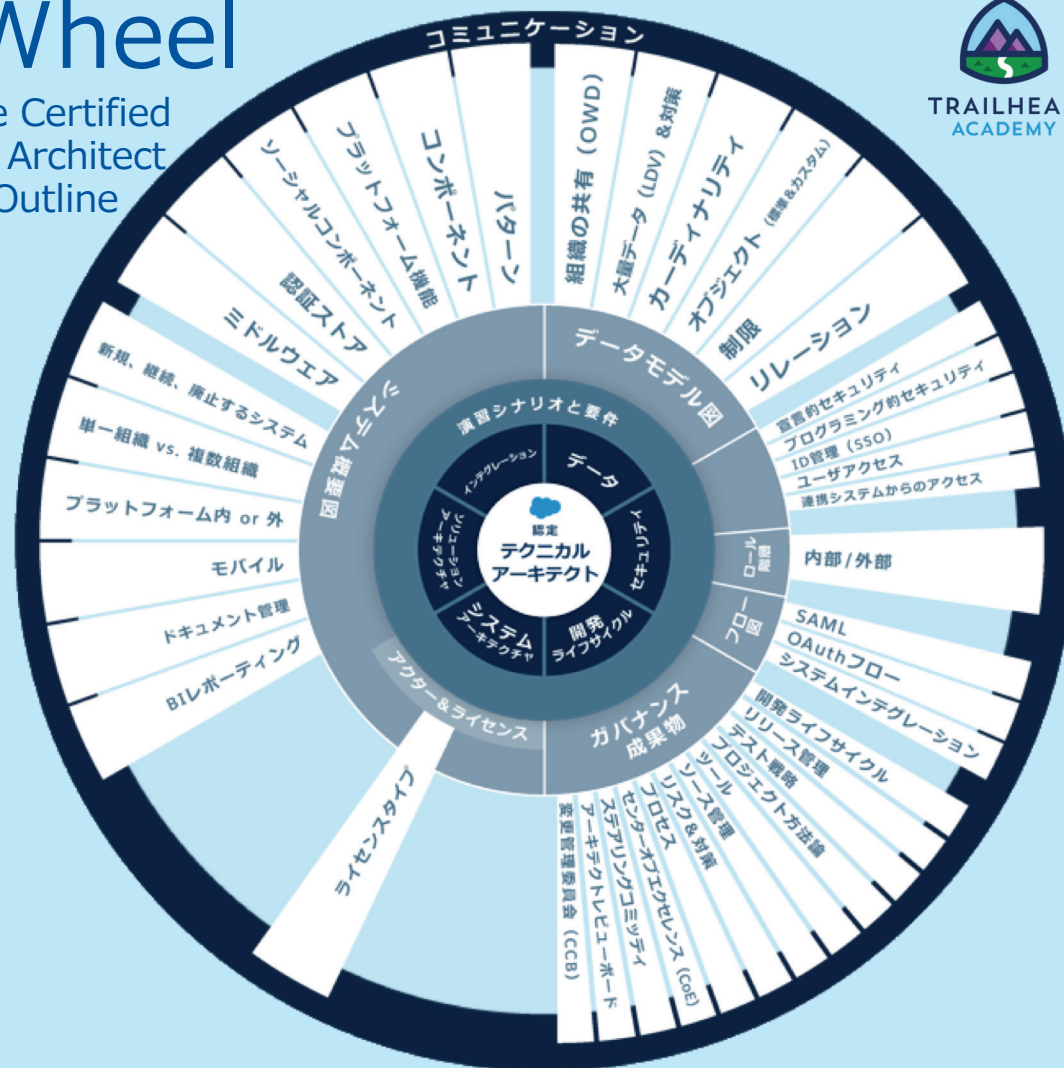 Wheel
e Certified
Architect
Outline
TRAILHEA
ACADEMY
コミュニケーション
組織の共有（OWD）
大量データ（LDV）&対策
カーディナリティ
オブジェクト（標準&カスタム）
制限
リレーション
宣言的セキュリティ
プログラミング的セキュリティ
ID管理（SSO）
ユーザアクセス
連携システムからのアクセス
内部/外部
SAML
OAuthフロー
システムインテグレーション
開発ライフサイクル
リリース管理
テスト戦略
プロジェクト方法論
ツール
ソース管理
リスク&対策
プロセス
センターオブエクセレンス（CoE）
ステアリングコミッティ
アーキテクトレビューボード
変更管理委員会（CCB）
ライセンスタイプ
BIレポーティング
ドキュメント管理
モバイル
プラットフォーム内 or 外
単一組織 vs. 複数組織
新規、継続、廃止するシステム
ミドルウェア
認証ストア
ソーシャルコンポーネント
プラットフォーム機能
コンポーネント
パターン
データモデル図
ロール
階層
フロー
図
ガバナンス
成果物
アクター&ライセンス
システム概要図
演習シナリオと要件
データ
セキュリティ
開発
ライフサイクル
システム
アーキテクチャ
ソリューション
アーキテクチャ
インテグレーション
認定
テクニカル
アーキテクト